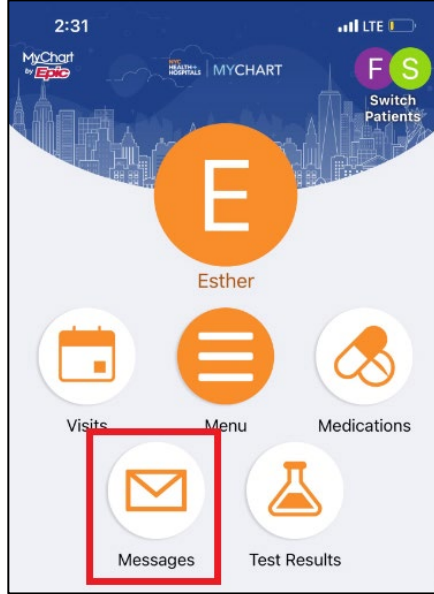 2:31
LTE
MyChart
by Epic
NYC
HEALTH+
HOSPITALS
MYCHART
F S
Switch
Patients
E
Esther
Visits
Menu
Medications
Messages
Test Results